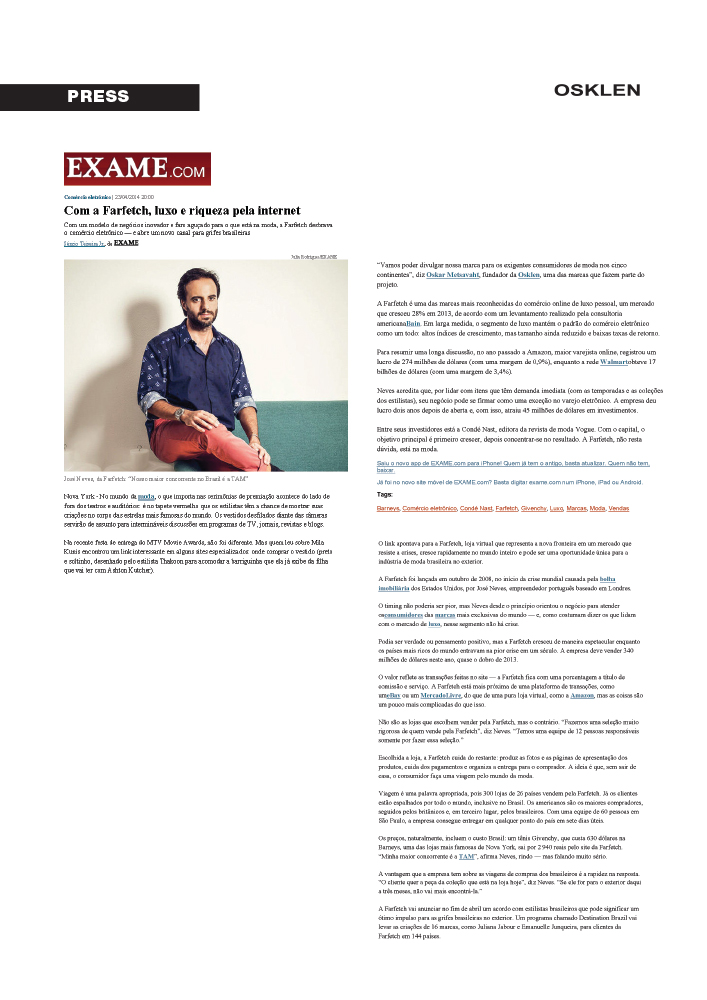 PRESS
OSKLEN
EXAME.COM
Comércio eletrônico | 23/04/2014 20:00
Com a Farfetch, luxo e riqueza pela internet
Com um modelo de negócios inovador e faro aguçado para o que está na moda, a Farfetch desbrava
o comércio eletrônico — e abre um novo canal para grifes brasileiras
Sérgio Teixeira Jr., da EXAME
Julia Rodrigues/EXAME
José Neves, da Farfetch: “Nosso maior concorrente no Brasil é a TAM”
Nova York - No mundo da moda, o que importa nas cerimônias de premiação acontece do lado de
fora dos teatros e auditórios: é no tapete vermelho que os estilistas têm a chance de mostrar suas
criações no corpo das estrelas mais famosas do mundo. Os vestidos desfilados diante das câmeras
servirão de assunto para intermináveis discussões em programas de TV, jornais, revistas e blogs.
Na recente festa de entrega do MTV Movie Awards, não foi diferente. Mas quem leu sobre Mila
Kunis encontrou um link interessante em alguns sites especializados: onde comprar o vestido (preto
e soltinho, desenhado pelo estilista Thakoon para acomodar a barriguinha que ela já exibe da filha
que vai ter com Ashton Kutcher).
“Vamos poder divulgar nossa marca para os exigentes consumidores de moda nos cinco
continentes”, diz Oskar Metsavaht, fundador da Osklen, uma das marcas que fazem parte do
projeto.
A Farfetch é uma das marcas mais reconhecidas do comércio online de luxo pessoal, um mercado
que cresceu 28% em 2013, de acordo com um levantamento realizado pela consultoria
americanaBain. Em larga medida, o segmento de luxo mantém o padrão do comércio eletrônico
como um todo: altos índices de crescimento, mas tamanho ainda reduzido e baixas taxas de retorno.
Para resumir uma longa discussão, no ano passado a Amazon, maior varejista online, registrou um
lucro de 274 milhões de dólares (com uma margem de 0,9%), enquanto a rede Walmartobteve 17
bilhões de dólares (com uma margem de 3,4%).
Neves acredita que, por lidar com itens que têm demanda imediata (com as temporadas e as coleções
dos estilistas), seu negócio pode se firmar como uma exceção no varejo eletrônico. A empresa deu
lucro dois anos depois de aberta e, com isso, atraiu 45 milhões de dólares em investimentos.
Entre seus investidores está a Condé Nast, editora da revista de moda Vogue. Com o capital, o
objetivo principal é primeiro crescer, depois concentrar-se no resultado. A Farfetch, não resta
dúvida, está na moda.
Saiu o novo app de EXAME.com para iPhone! Quem já tem o antigo, basta atualizar. Quem não tem,
baixar.
Já foi no novo site móvel de EXAME.com? Basta digitar exame.com num iPhone, iPad ou Android.
Tags:
Barneys, Comércio eletrônico, Condé Nast, Farfetch, Givenchy, Luxo, Marcas, Moda, Vendas
O link apontava para a Farfetch, loja virtual que representa a nova fronteira em um mercado que
resiste a crises, cresce rapidamente no mundo inteiro e pode ser uma oportunidade única para a
indústria de moda brasileira no exterior.
A Farfetch foi lançada em outubro de 2008, no início da crise mundial causada pela bolha
imobiliária dos Estados Unidos, por José Neves, empreendedor português baseado em Londres.
O timing não poderia ser pior, mas Neves desde o princípio orientou o negócio para atender
osconsumidores das marcas mais exclusivas do mundo — e, como costumam dizer os que lidam
com o mercado de luxo, nesse segmento não há crise.
Podia ser verdade ou pensamento positivo, mas a Farfetch cresceu de maneira espetacular enquanto
os países mais ricos do mundo entravam na pior crise em um século. A empresa deve vender 340
milhões de dólares neste ano, quase o dobro de 2013.
O valor reflete as transações feitas no site — a Farfetch fica com uma porcentagem a título de
comissão e serviço. A Farfetch está mais próxima de uma plataforma de transações, como
umeBay ou um MercadoLivre, do que de uma pura loja virtual, como a Amazon, mas as coisas são
um pouco mais complicadas do que isso.
Não são as lojas que escolhem vender pela Farfetch, mas o contrário. “Fazemos uma seleção muito
rigorosa de quem vende pela Farfetch”, diz Neves. “Temos uma equipe de 12 pessoas responsáveis
somente por fazer essa seleção.”
Escolhida a loja, a Farfetch cuida do restante: produz as fotos e as páginas de apresentação dos
produtos, cuida dos pagamentos e organiza a entrega para o comprador. A ideia é que, sem sair de
casa, o consumidor faça uma viagem pelo mundo da moda.
Viagem é uma palavra apropriada, pois 300 lojas de 26 países vendem pela Farfetch. Já os clientes
estão espalhados por todo o mundo, inclusive no Brasil. Os americanos são os maiores compradores,
seguidos pelos britânicos e, em terceiro lugar, pelos brasileiros. Com uma equipe de 60 pessoas em
São Paulo, a empresa consegue entregar em qualquer ponto do país em sete dias úteis.
Os preços, naturalmente, incluem o custo Brasil: um tênis Givenchy, que custa 630 dólares na
Barneys, uma das lojas mais famosas de Nova York, sai por 2 940 reais pelo site da Farfetch.
“Minha maior concorrente é a TAM”, afirma Neves, rindo — mas falando muito sério.
A vantagem que a empresa tem sobre as viagens de compras dos brasileiros é a rapidez na resposta.
“O cliente quer a peça da coleção que está na loja hoje”, diz Neves. “Se ele for para o exterior daqui
a três meses, não vai mais encontrá-la.”
A Farfetch vai anunciar no fim de abril um acordo com estilistas brasileiros que pode significar um
ótimo impulso para as grifes brasileiras no exterior. Um programa chamado Destination Brazil vai
levar as criações de 16 marcas, como Juliana Jabour e Emanuelle Junqueira, para clientes da
Farfetch em 144 países.